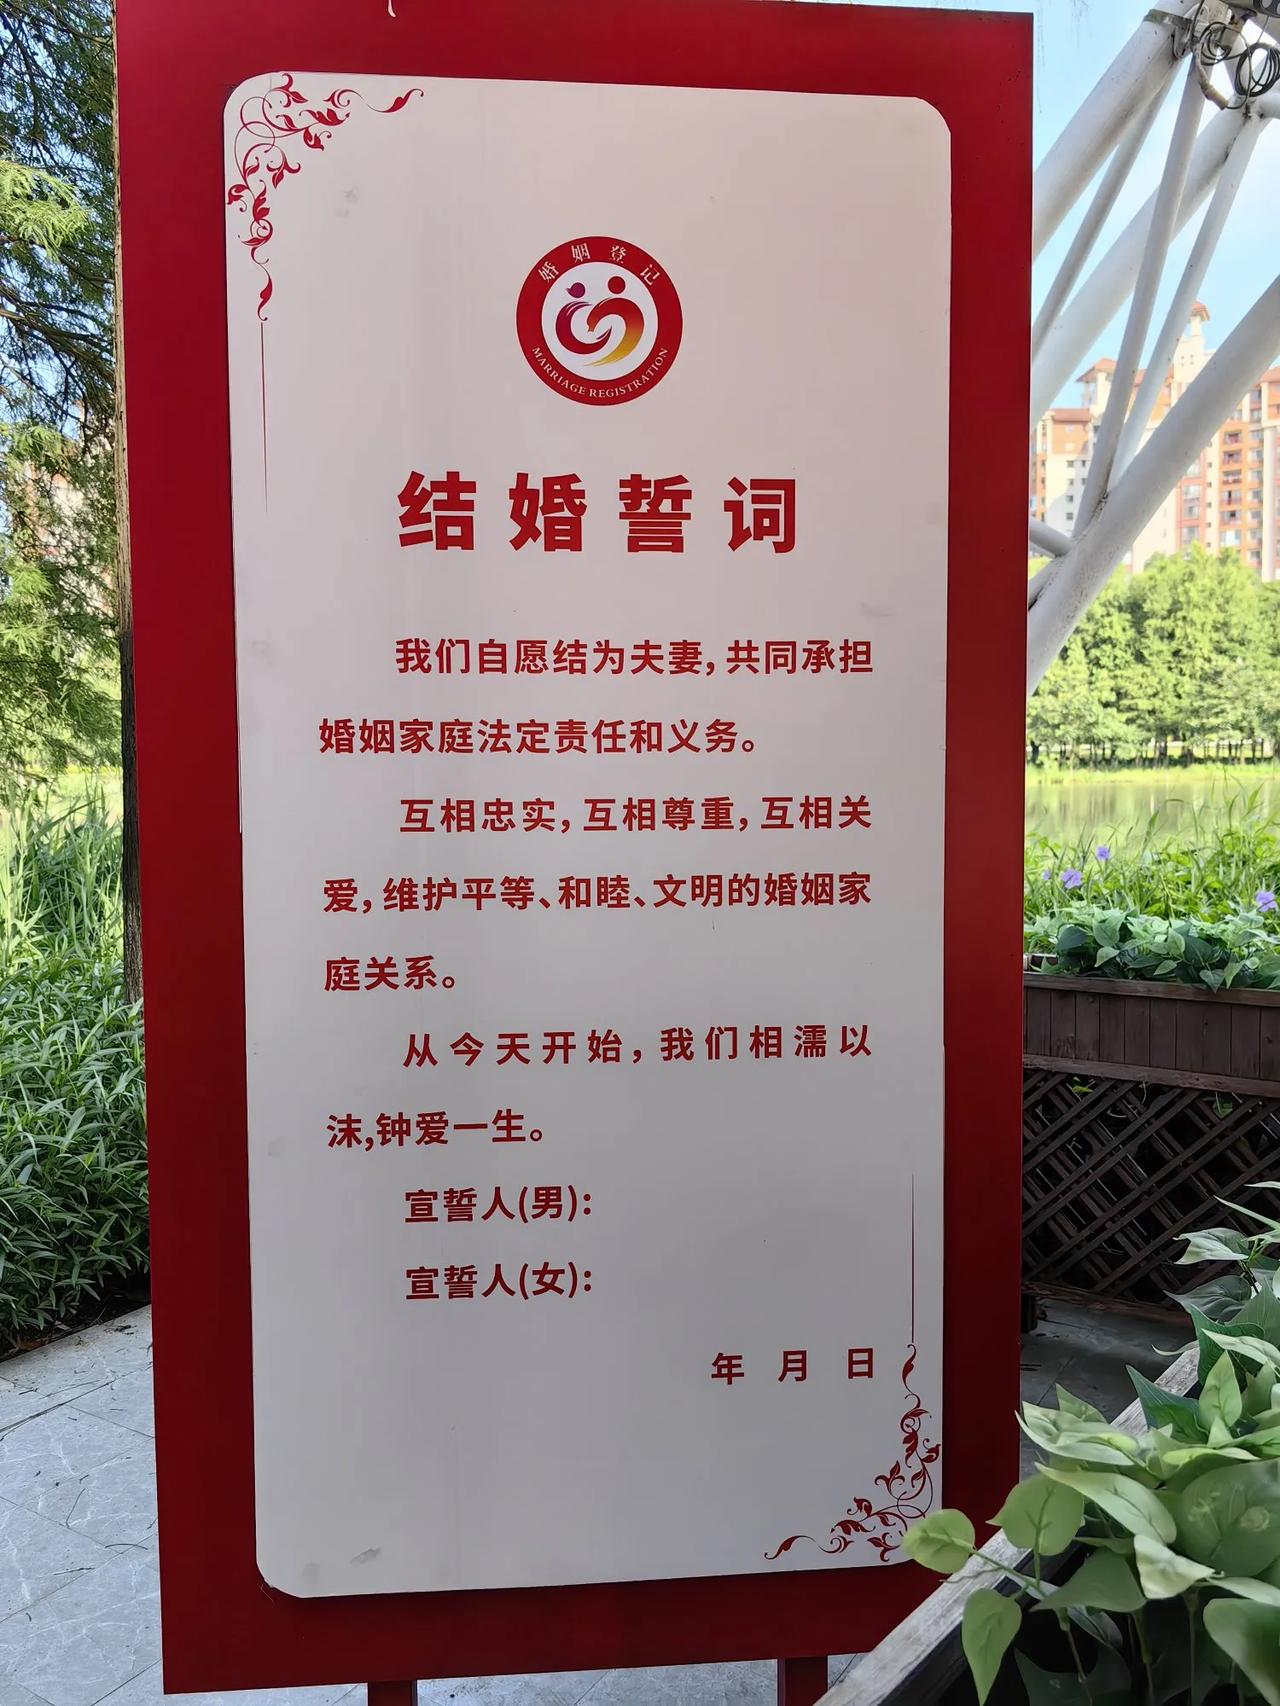 婚姻登记
MARRIAGE REGISTRATION
结婚誓词
我们自愿结为夫妻，共同承担
婚姻家庭法定责任和义务。
互相忠实，互相尊重，互相关
爱，维护平等、和睦、文明的婚姻家
庭关系。
从今天开始，我们相濡以
沫,钟爱一生。
宣誓人(男)：
宣誓人(女)：
年 月 日